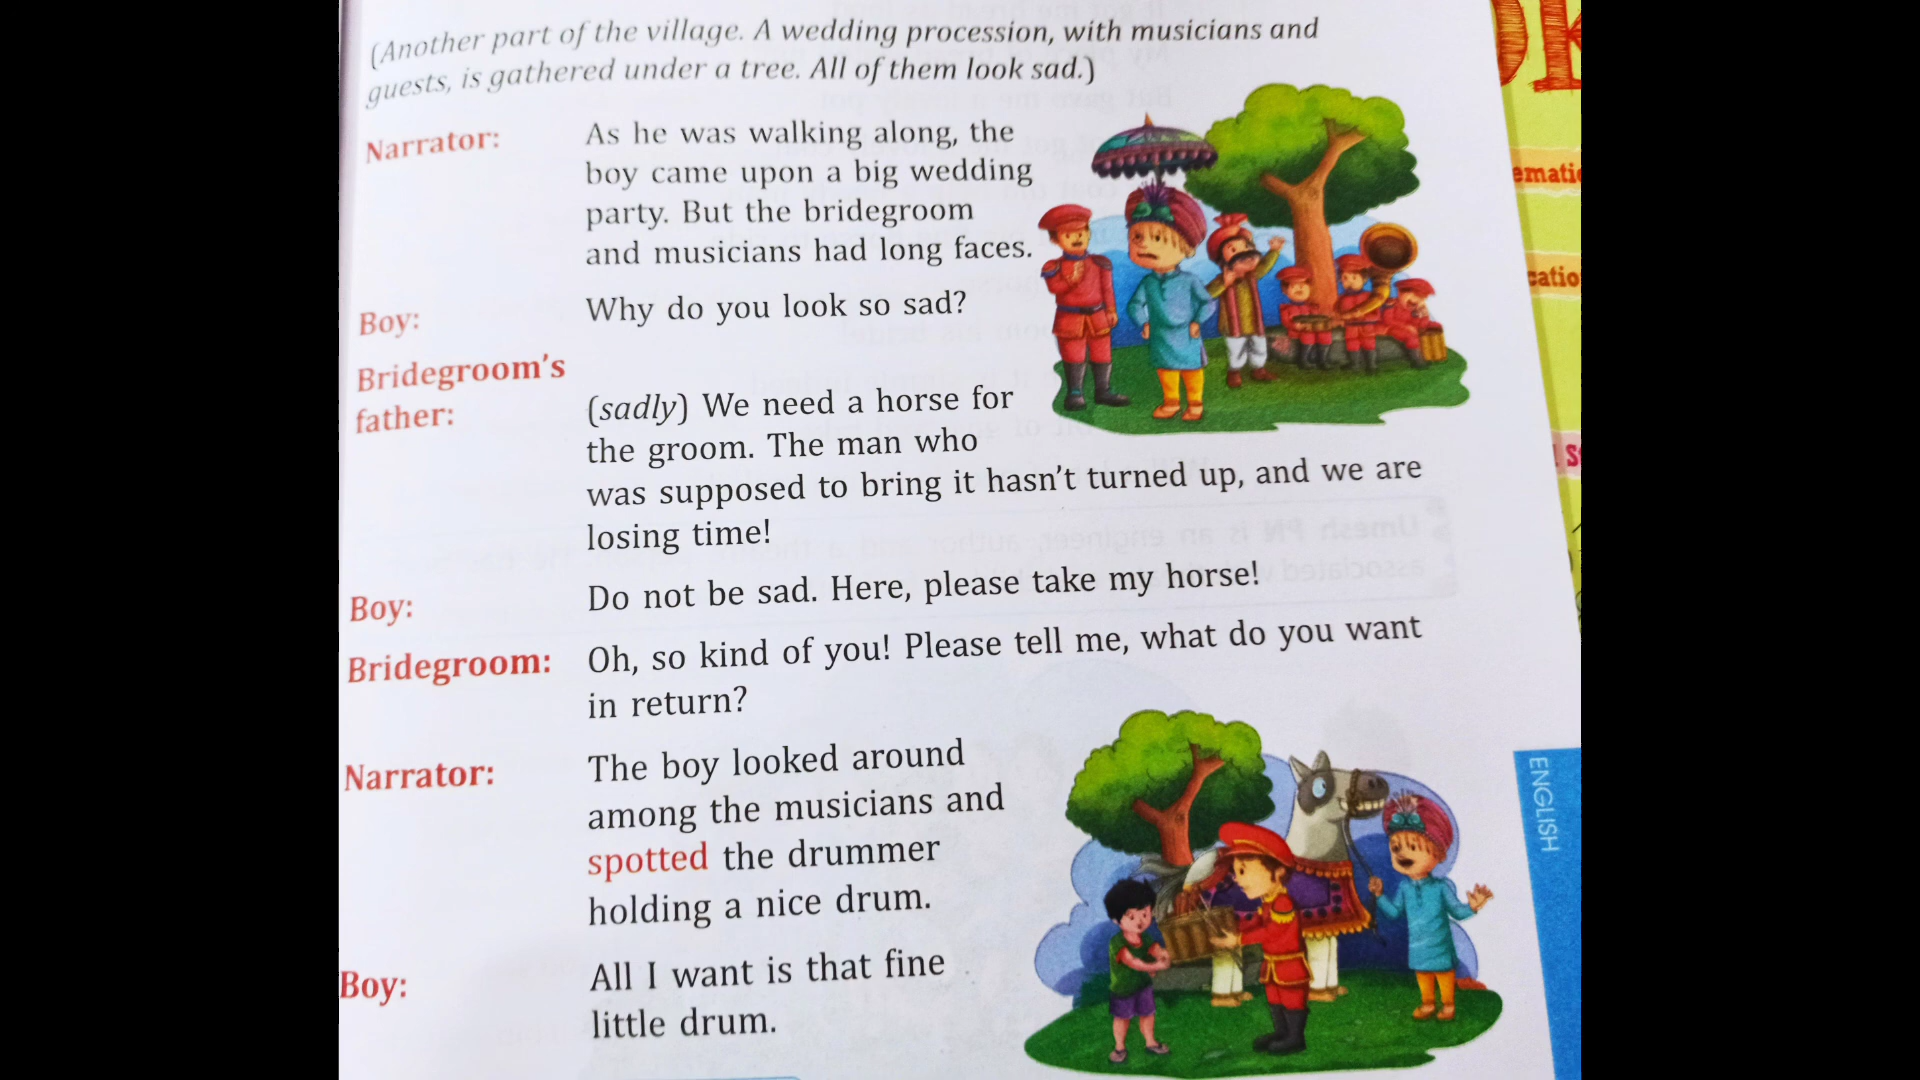 (Another part of the village. A wedding procession, with musicians and
guests, is gathered under a tree. All of them look sad.)
Narrator: As he was walking along, the
boy came upon a big wedding
party. But the bridegroom
and musicians had long faces.
Boy: Why do you look so sad?
Bridegroom's
father: (sadly) We need a horse for
the groom. The man who
was supposed to bring it hasn't turned up, and we are
losing time!
Boy: Do not be sad. Here, please take my horse!
Bridegroom: Oh, so kind of you! Please tell me, what do you want
in return?
Narrator: The boy looked around
among the musicians and
spotted the drummer
holding a nice drum.
Boy: All I want is that fine
little drum.
ENGLISH